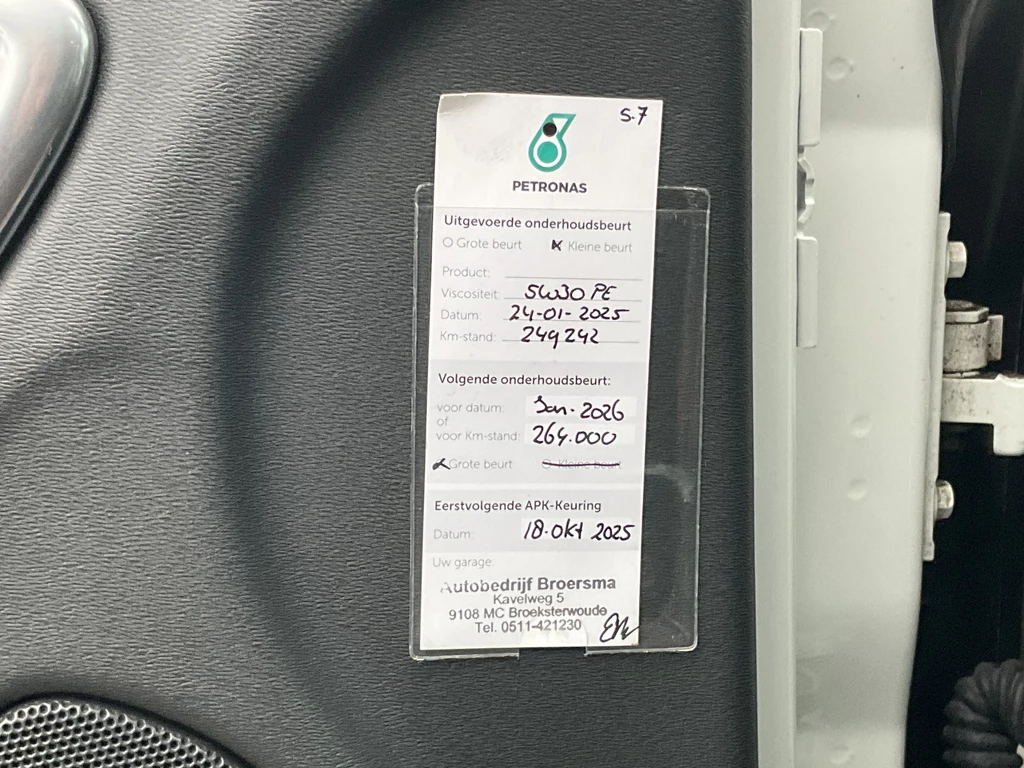 S.7
PETRONAS
Uitgevoerde onderhoudsbeurt
Grote beurt Kleine beurt
Product:
Viscositeit: 5W30 PE
Datum: 24-01-2025
Km-stand: 249242
Volgende onderhoudsbeurt:
voor datum: Jan. 2026
of
voor Km-stand: 264.000
Grote beurt Kleine beurt
Eerstvolgende APK-Keuring
Datum: 18. Okt 2025
Uw garage:
Autobedrijf Broersma
Kavelweg 5
9108 MC Broeksterwoude
Tel. 0511-421230